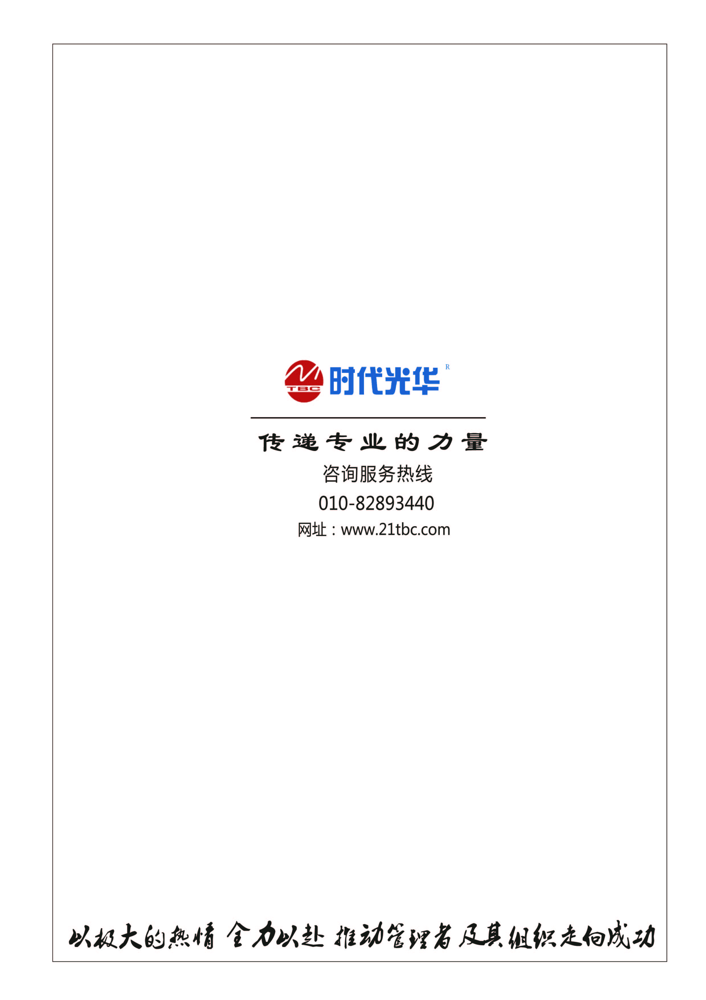 TBC 时代光华 R
传递专业的力量
咨询服务热线
010-82893440
网址：www.21tbc.com
以极大的热情 全力以赴 推动管理者 及其组织走向成功